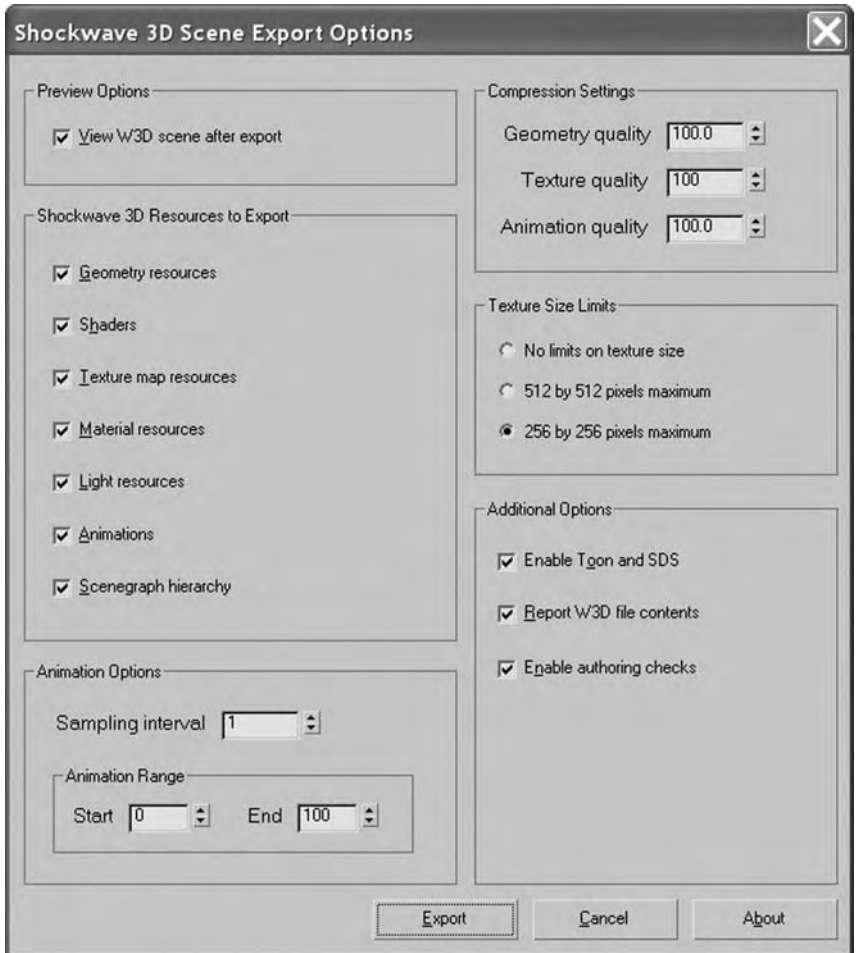 Shockwave 3D Scene Export Options
Preview Options
View W3D scene after export
Shockwave 3D Resources to Export
Geometry resources
Shaders
Texture map resources
Material resources
Light resources
Animations
Scenegraph hierarchy
Animation Options
Sampling interval 1
Animation Range
Start 0 End 100
Compression Settings
Geometry quality 100.0
Texture quality 100
Animation quality 100.0
Texture Size Limits
No limits on texture size
512 by 512 pixels maximum
256 by 256 pixels maximum
Additional Options
Enable Toon and SDS
Report W3D file contents
Enable authoring checks
Export Cancel About